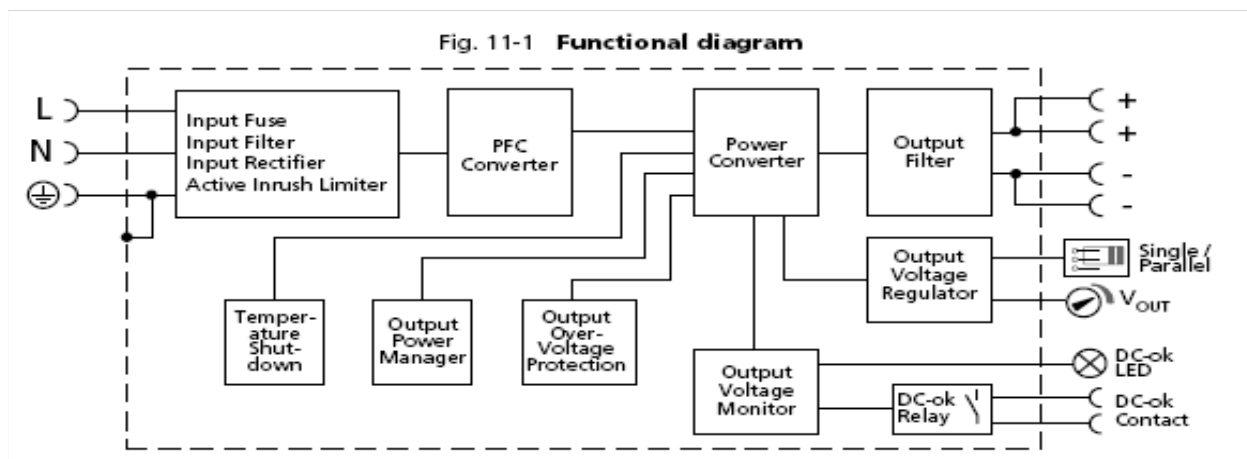 Fig. 11-1 Functional diagram
L
N
Input Fuse
Input Filter
Input Rectifier
Active Inrush Limiter
PFC
Converter
Power
Converter
Output
Filter
+
+
-
-
Output
Voltage
Regulator
Single /
Parallel
VOUT
Temper-
ature
Shut-
down
Output
Power
Manager
Output
Over-
Voltage
Protection
Output
Voltage
Monitor
DC-ok
Relay
DC-ok
LED
DC-ok
Contact